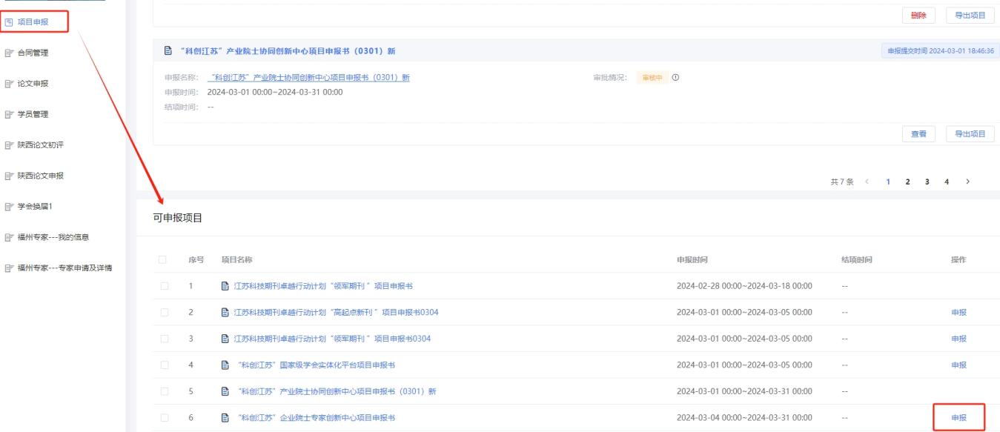 项目申报
合同管理
论文申报
学员管理
陕西论文初评
陕西论文申报
学会换届1
福州专家---我的信息
福州专家---专家申请及详情
删除 导出项目
“科创江苏”产业院士协同创新中心项目申报书（0301）新 申报提交时间 2024-03-01 18:46:36
申报名称： “科创江苏”产业院士协同创新中心项目申报书（0301）新 审批情况： 审核中
申报时间： 2024-03-01 00:00~2024-03-31 00:00
结项时间： --
查看 导出项目
共 7 条 < 1 2 3 4 >
可申报项目
序号 项目名称 申报时间 结项时间 操作
1 江苏科技期刊卓越行动计划“领军期刊 ”项目申报书 2024-02-28 00:00~2024-03-18 00:00 --
2 江苏科技期刊卓越行动计划“高起点新刊 ”项目申报书0304 2024-03-01 00:00~2024-03-05 00:00 -- 申报
3 江苏科技期刊卓越行动计划“领军期刊 ”项目申报书0304 2024-03-01 00:00~2024-03-05 00:00 -- 申报
4 “科创江苏”国家级学会实体化平台项目申报书 2024-03-01 00:00~2024-03-05 00:00 -- 申报
5 “科创江苏”产业院士协同创新中心项目申报书（0301）新 2024-03-01 00:00~2024-03-31 00:00 --
6 “科创江苏”企业院士专家创新中心项目申报书 2024-03-04 00:00~2024-03-31 00:00 -- 申报